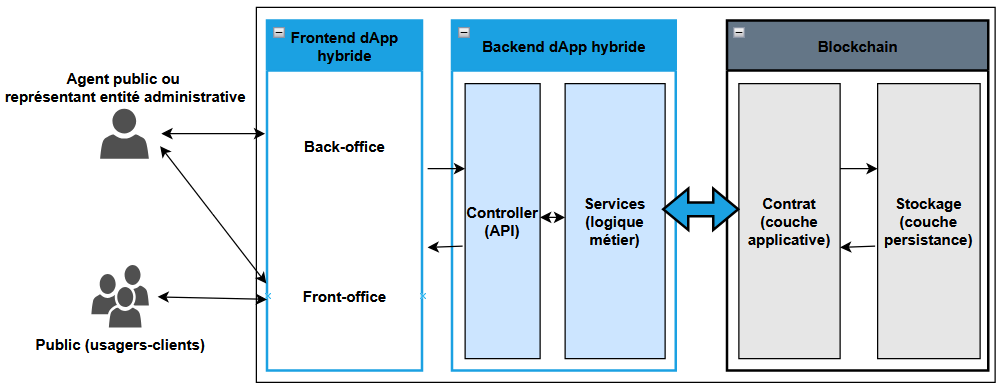 Frontend dApp
hybride
Backend dApp hybride
Blockchain
Agent public ou
représentant entité administrative
Back-office
Controller
(API)
Services
(logique
métier)
Contrat
(couche
applicative)
Stockage
(couche
persistance)
Front-office
Public (usagers-clients)